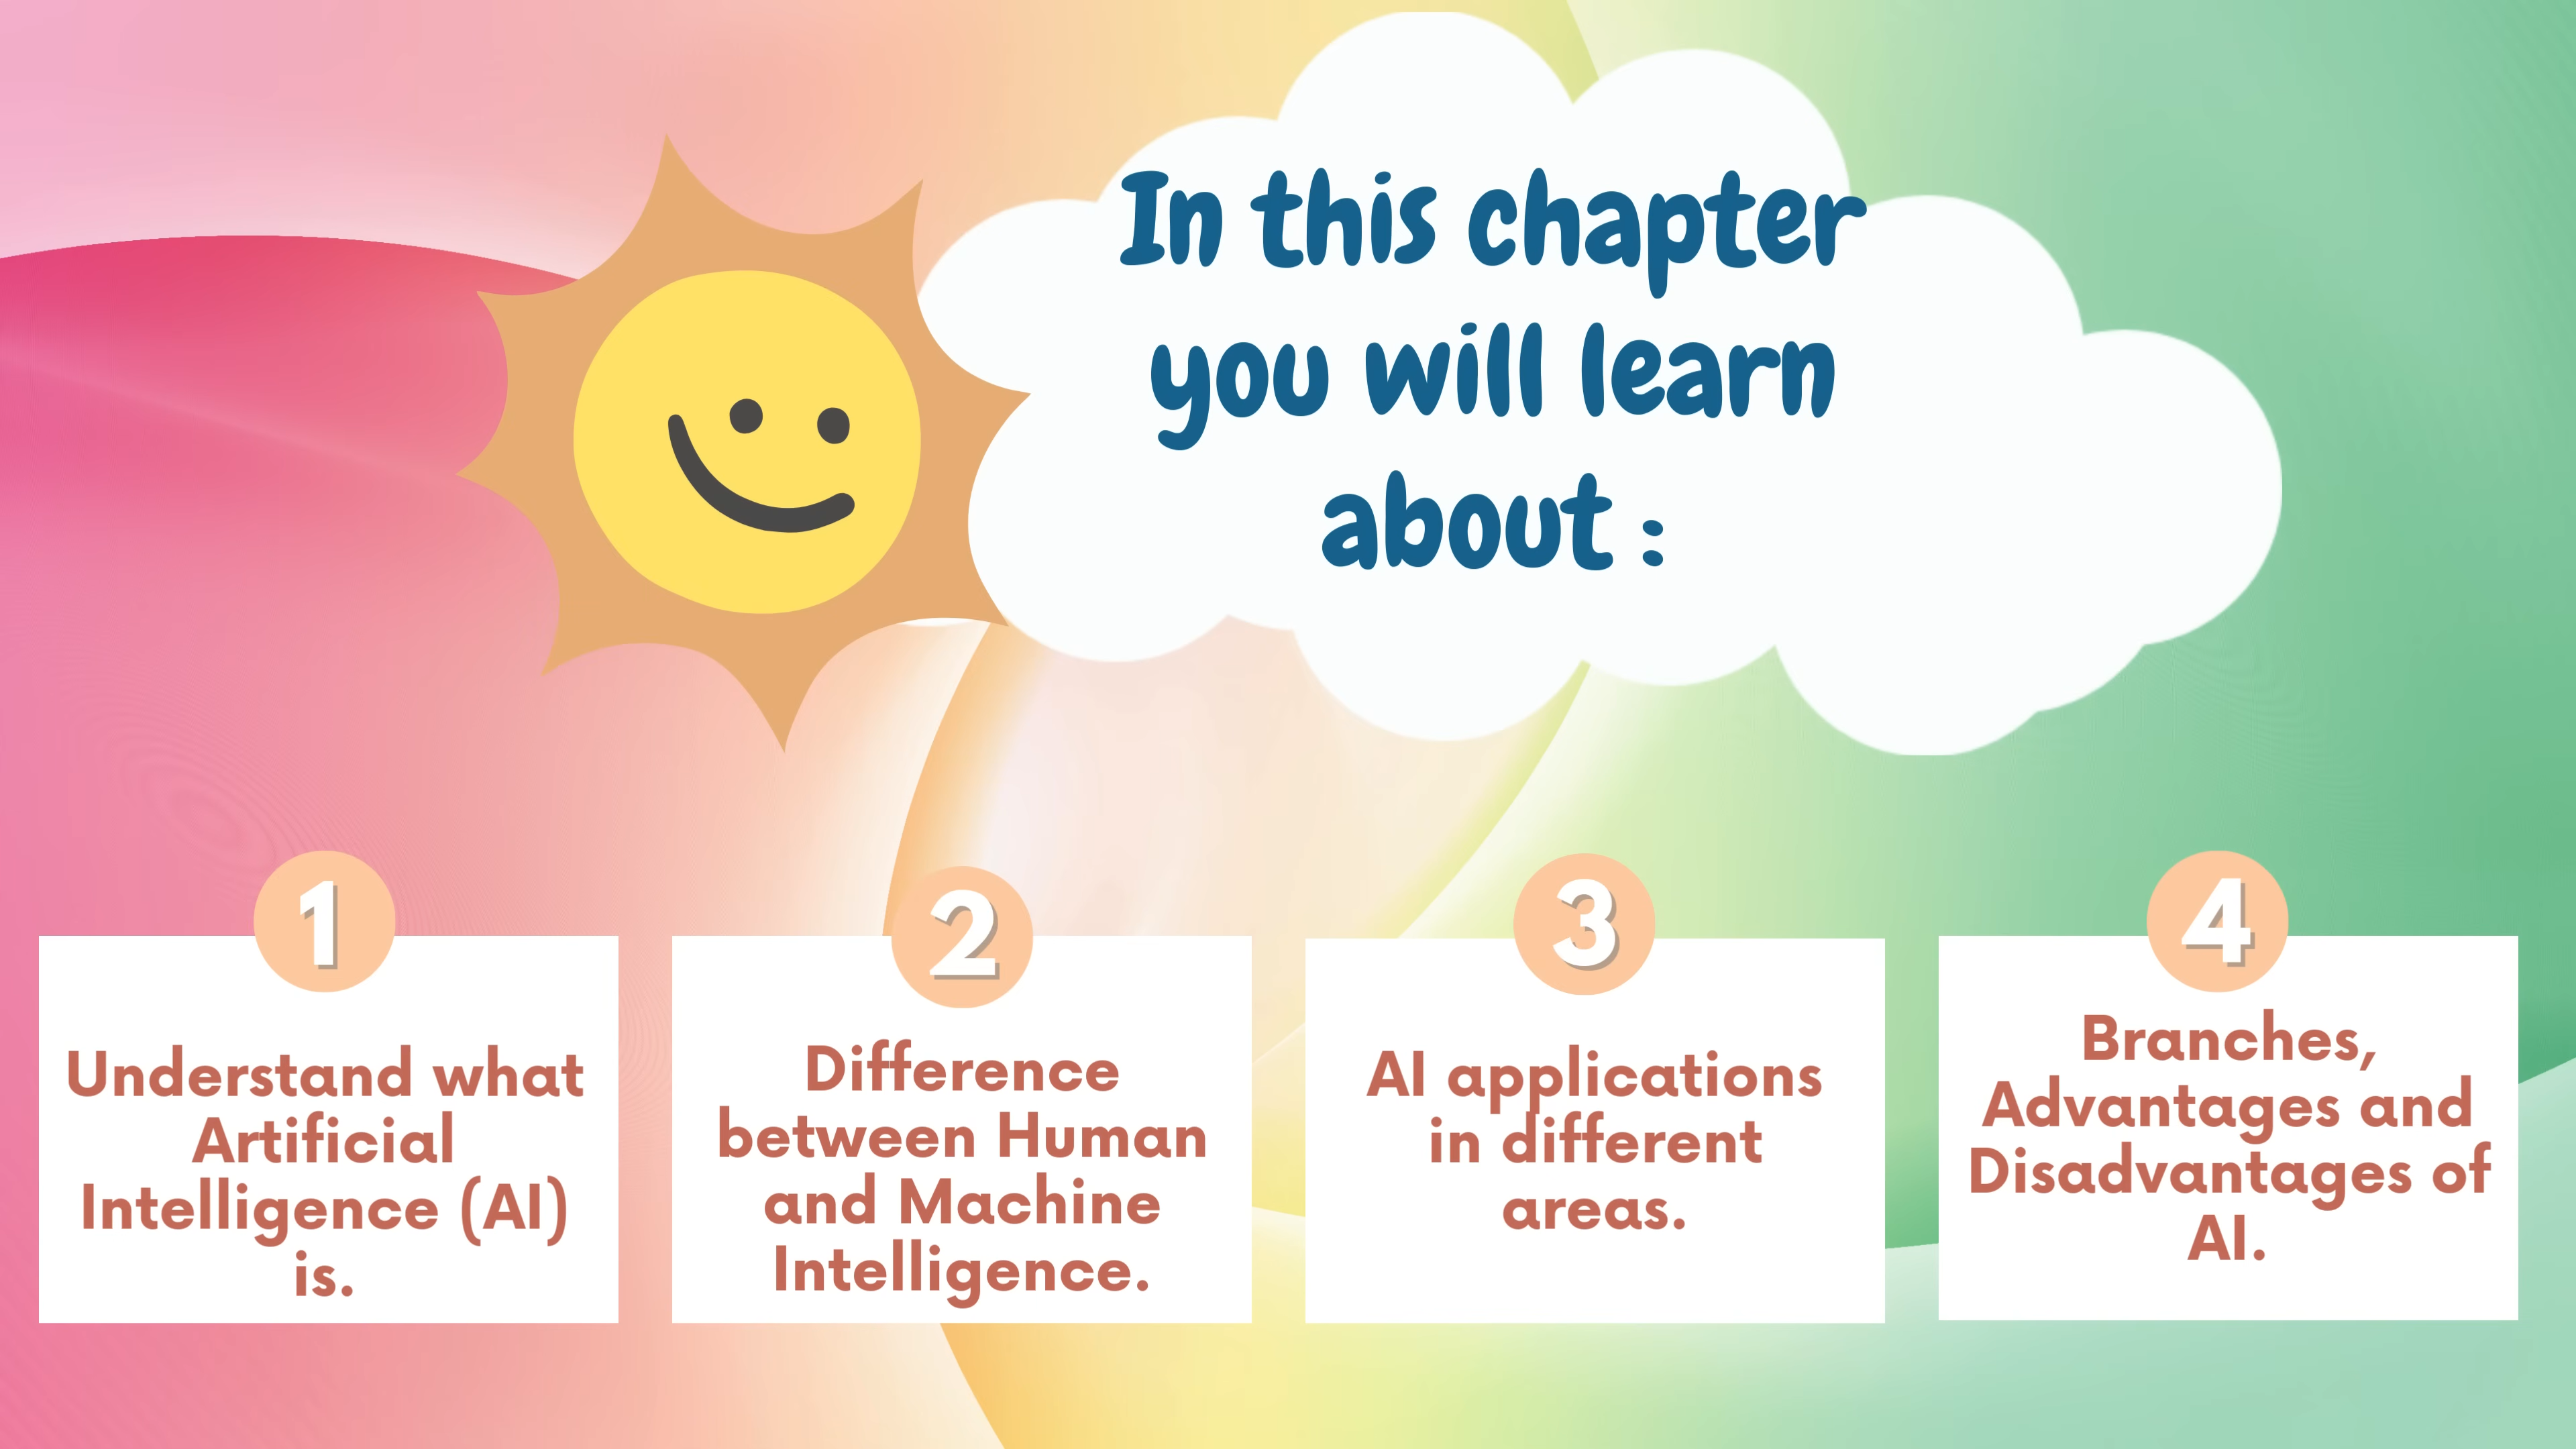 In this chapter
you will learn
about :
1
Understand what
Artificial
Intelligence (AI)
is.
2
Difference
between Human
and Machine
Intelligence.
3
AI applications
in different
areas.
4
Branches,
Advantages and
Disadvantages of
AI.